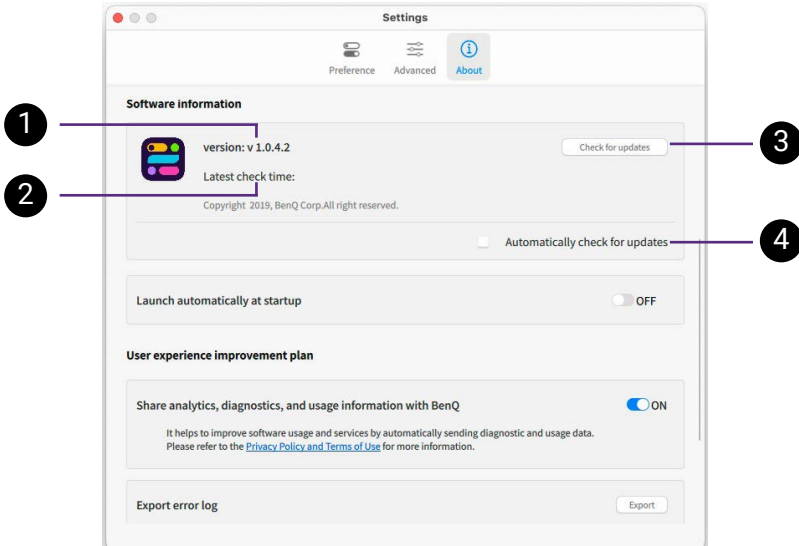 Settings
Preference Advanced About
Software information
1
version: v 1.0.4.2
Check for updates
3
Latest check time:
2
Copyright 2019, BenQ Corp.All right reserved.
Automatically check for updates
4
Launch automatically at startup
OFF
User experience improvement plan
Share analytics, diagnostics, and usage information with BenQ
ON
It helps to improve software usage and services by automatically sending diagnostic and usage data.
Please refer to the Privacy Policy and Terms of Use for more information.
Export error log
Export